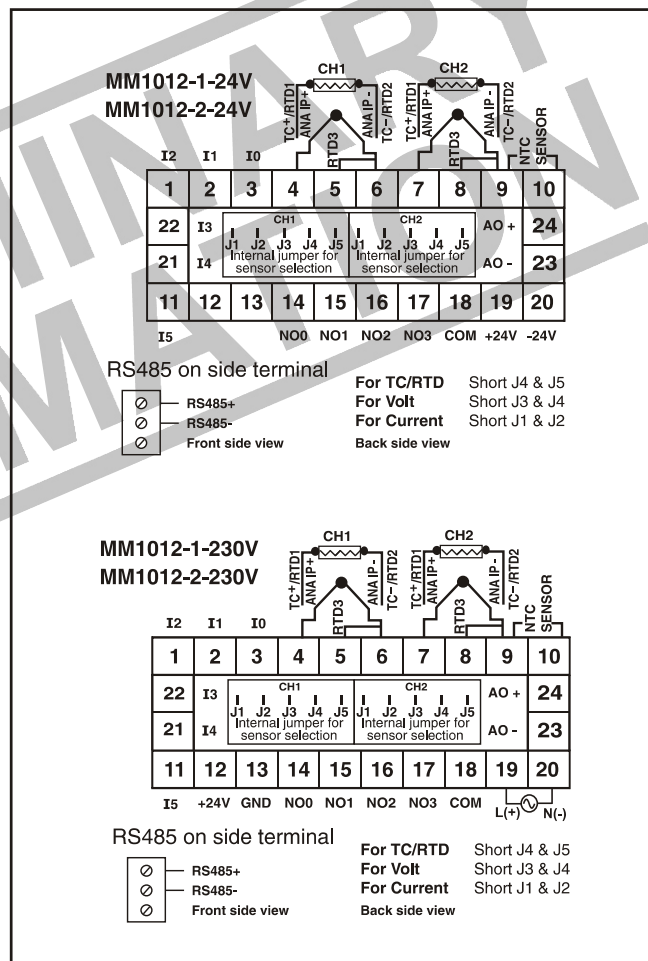 PRELIMINARY
INFORMATION
MM1012-1-24V
MM1012-2-24V
CH1 CH2
TC+/RTD1 ANA IP+ RTD3 ANA IP- TC-/RTD2 TC+/RTD1 ANA IP+ RTD3 ANA IP- TC-/RTD2 NTC SENSOR
I2 I1 I0
1 2 3 4 5 6 7 8 9 10
22 I3 CH1 CH2 AO + 24
J1 J2 J3 J4 J5 J1 J2 J3 J4 J5
21 I4 Internal jumper for sensor selection Internal jumper for sensor selection AO - 23
11 12 13 14 15 16 17 18 19 20
I5 NO0 NO1 NO2 NO3 COM +24V -24V
RS485 on side terminal
RS485+
RS485-
Front side view
For TC/RTD Short J4 & J5
For Volt Short J3 & J4
For Current Short J1 & J2
Back side view
MM1012-1-230V
MM1012-2-230V
CH1 CH2
TC+/RTD1 ANA IP+ RTD3 ANA IP- TC-/RTD2 TC+/RTD1 ANA IP+ RTD3 ANA IP- TC-/RTD2 NTC SENSOR
I2 I1 I0
1 2 3 4 5 6 7 8 9 10
22 I3 CH1 CH2 AO + 24
J1 J2 J3 J4 J5 J1 J2 J3 J4 J5
21 I4 Internal jumper for sensor selection Internal jumper for sensor selection AO - 23
11 12 13 14 15 16 17 18 19 20
I5 +24V GND NO0 NO1 NO2 NO3 COM L(+) N(-)
RS485 on side terminal
RS485+
RS485-
Front side view
For TC/RTD Short J4 & J5
For Volt Short J3 & J4
For Current Short J1 & J2
Back side view